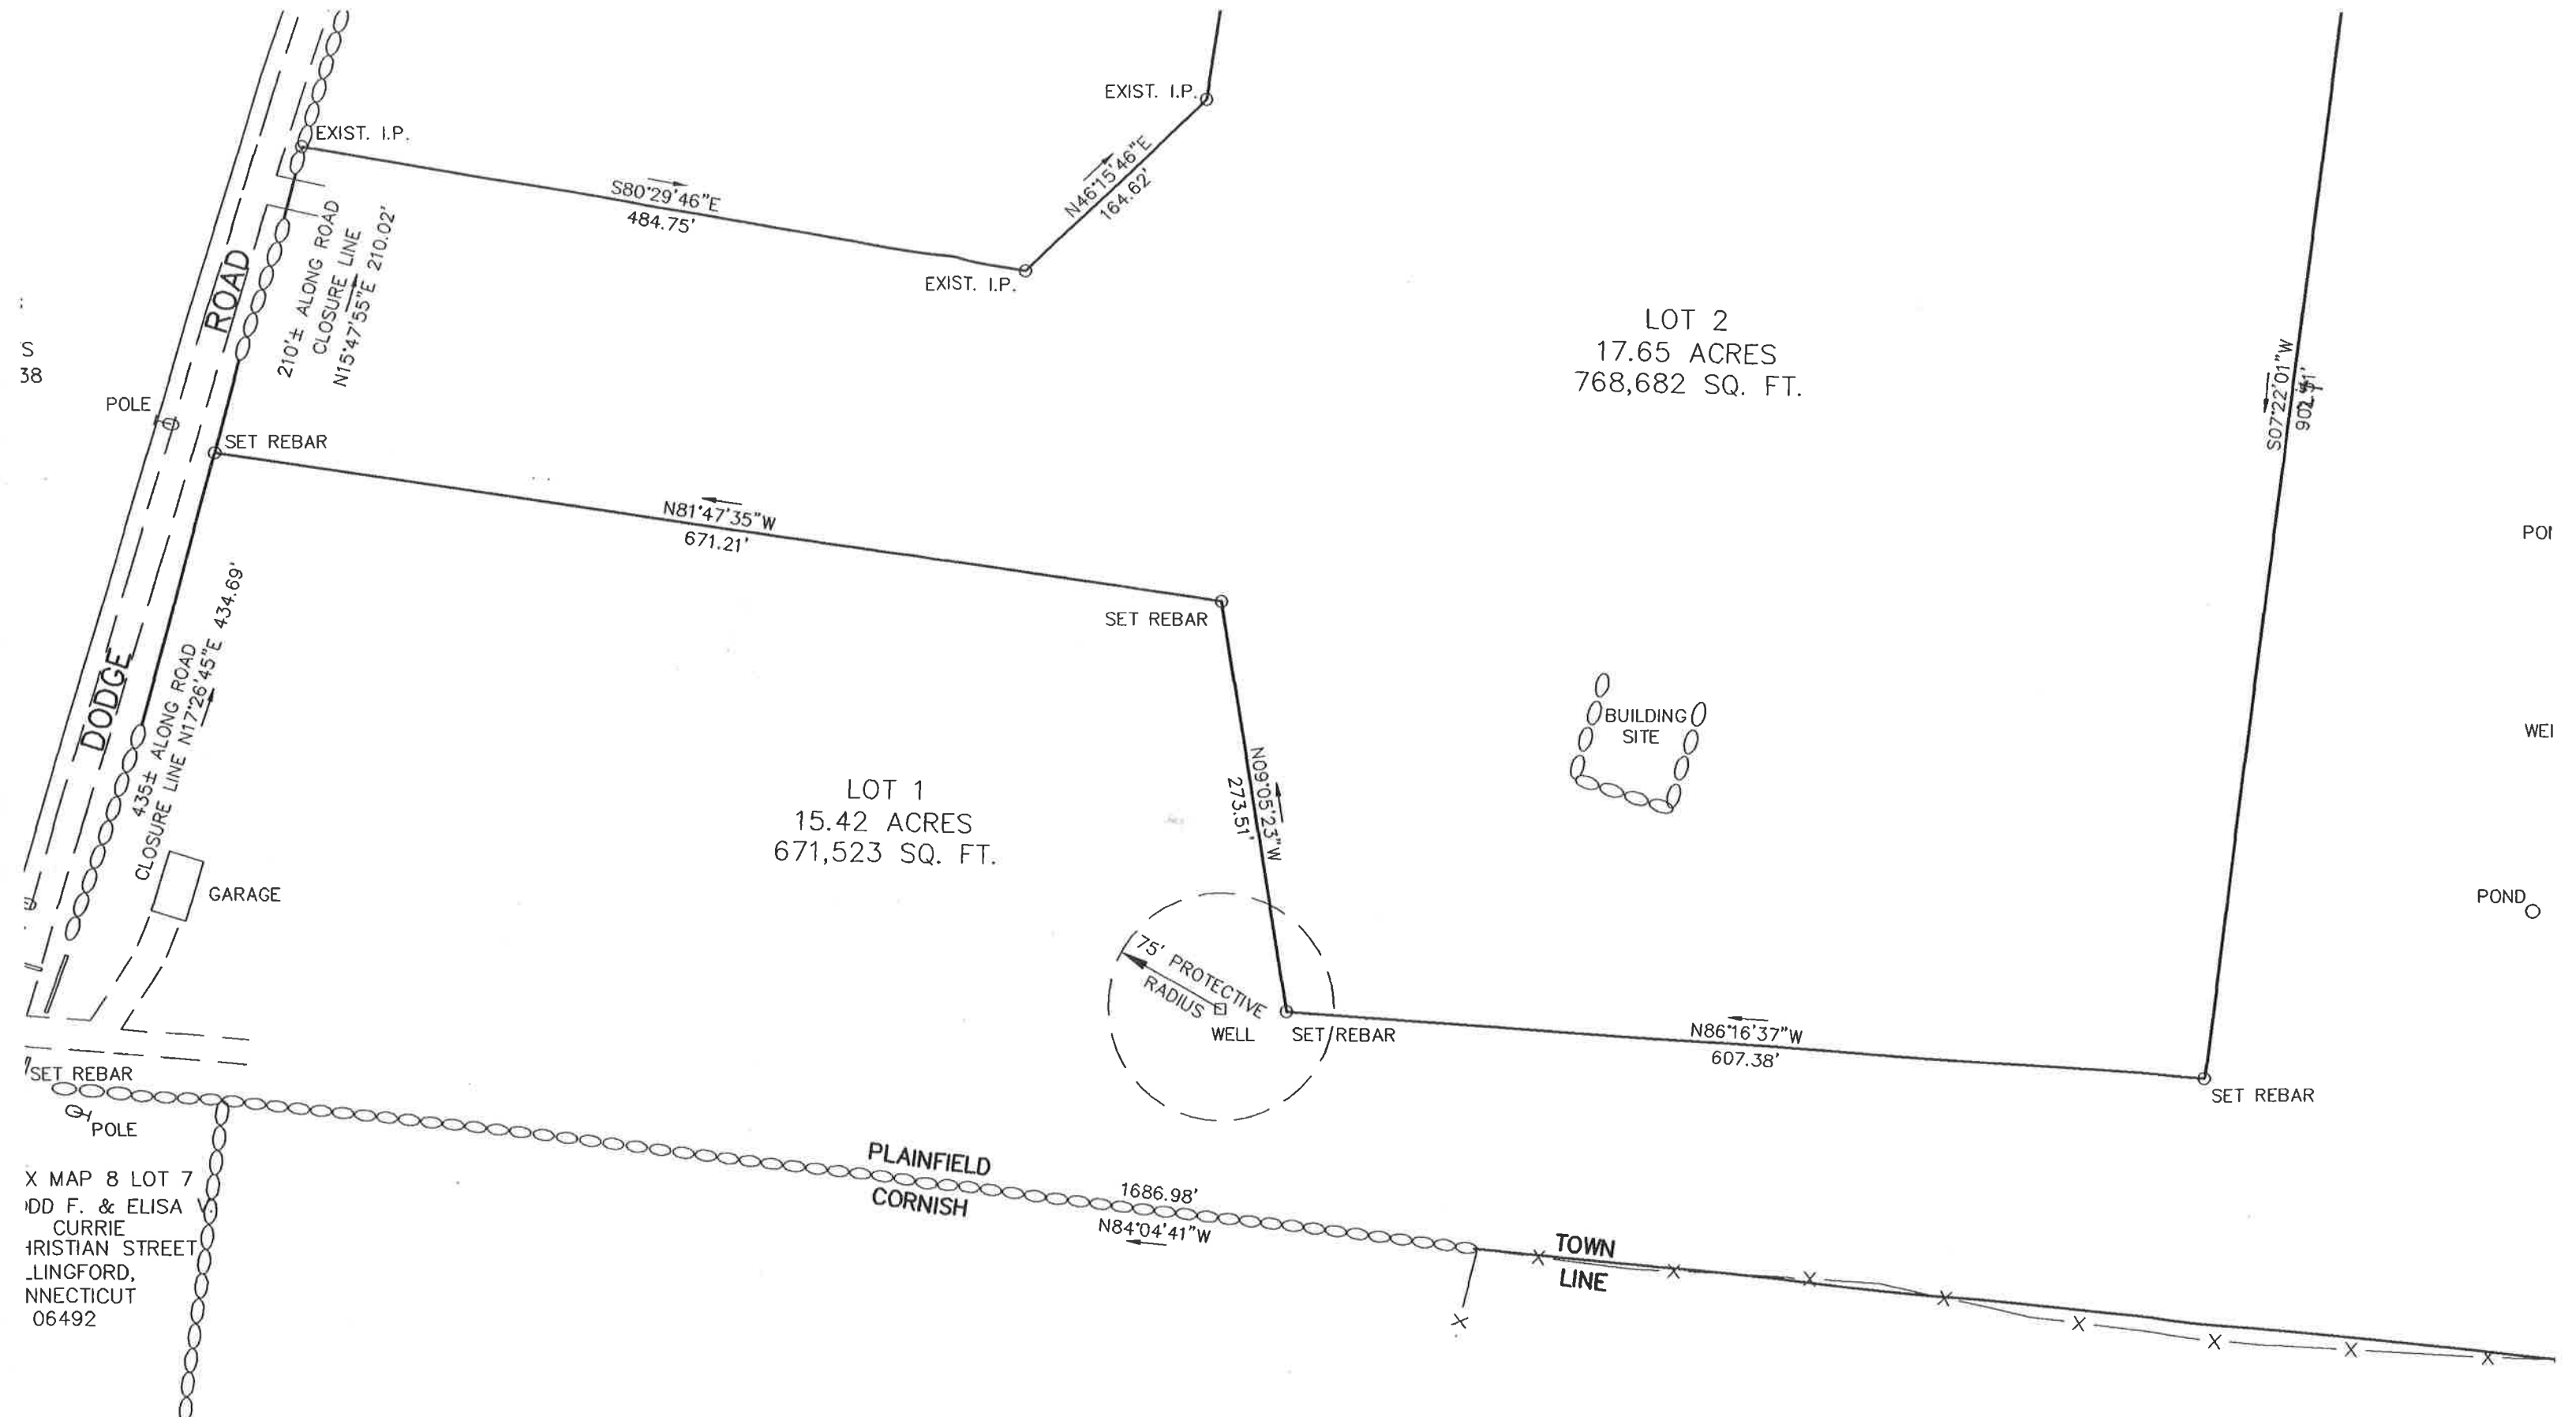 EXIST. I.P.
EXIST. I.P.
S80°29'46"E
484.75'
N46°15'46"E
164.62'
EXIST. I.P.
210'± ALONG ROAD
CLOSURE LINE
N15°47'55"E 210.02'
DODGE ROAD
S
38
POLE
SET REBAR
LOT 2
17.65 ACRES
768,682 SQ. FT.
S07°22'01"W
N81°47'35"W
671.21'
SET REBAR
435± ALONG ROAD
CLOSURE LINE N17°26'45"E 434.69'
BUILDING
SITE
N09°05'23"W
273.51'
LOT 1
15.42 ACRES
671,523 SQ. FT.
GARAGE
POND
75' PROTECTIVE
RADIUS
WELL
SET REBAR
N86°16'37"W
607.38'
SET REBAR
SET REBAR
POLE
PLAINFIELD
CORNISH
1686.98'
N84°04'41"W
TOWN
LINE
X MAP 8 LOT 7
DD F. & ELISA V.
CURRIE
RISTIAN STREET
LINGFORD,
NNECTICUT
06492